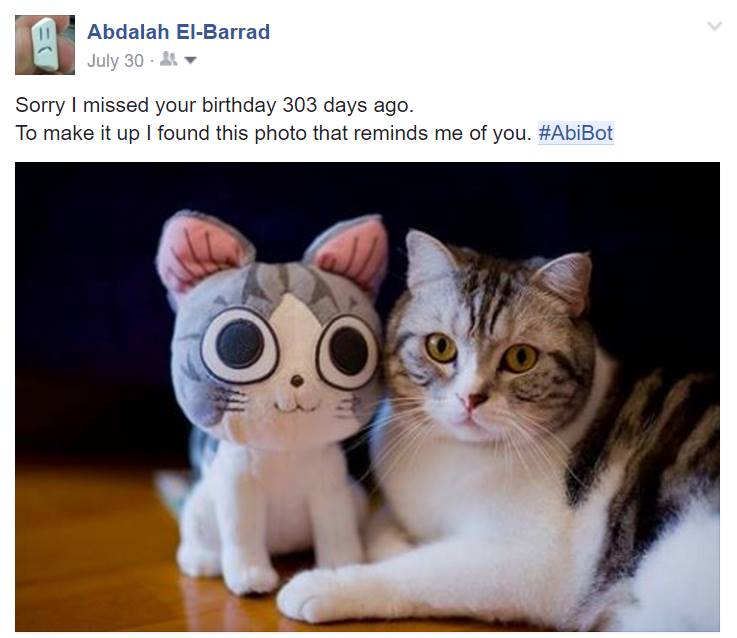 Abdalah El-Barrad
July 30 ·
Sorry I missed your birthday 303 days ago.
To make it up I found this photo that reminds me of you. #AbiBot